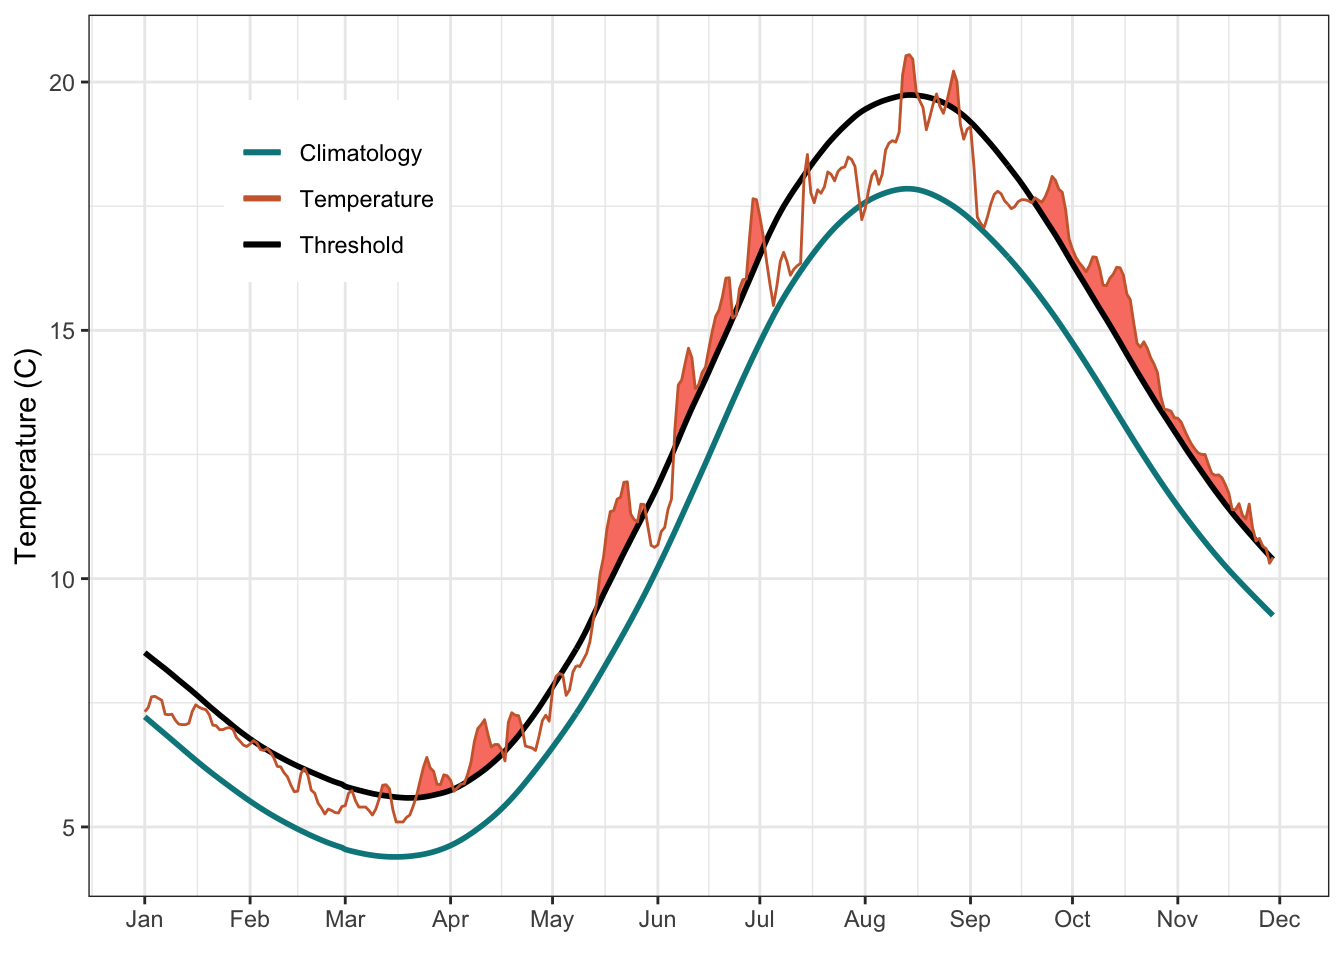 Climatology
Temperature
Threshold
Temperature (C)
20
15
10
5
Jan Feb Mar Apr May Jun Jul Aug Sep Oct Nov Dec